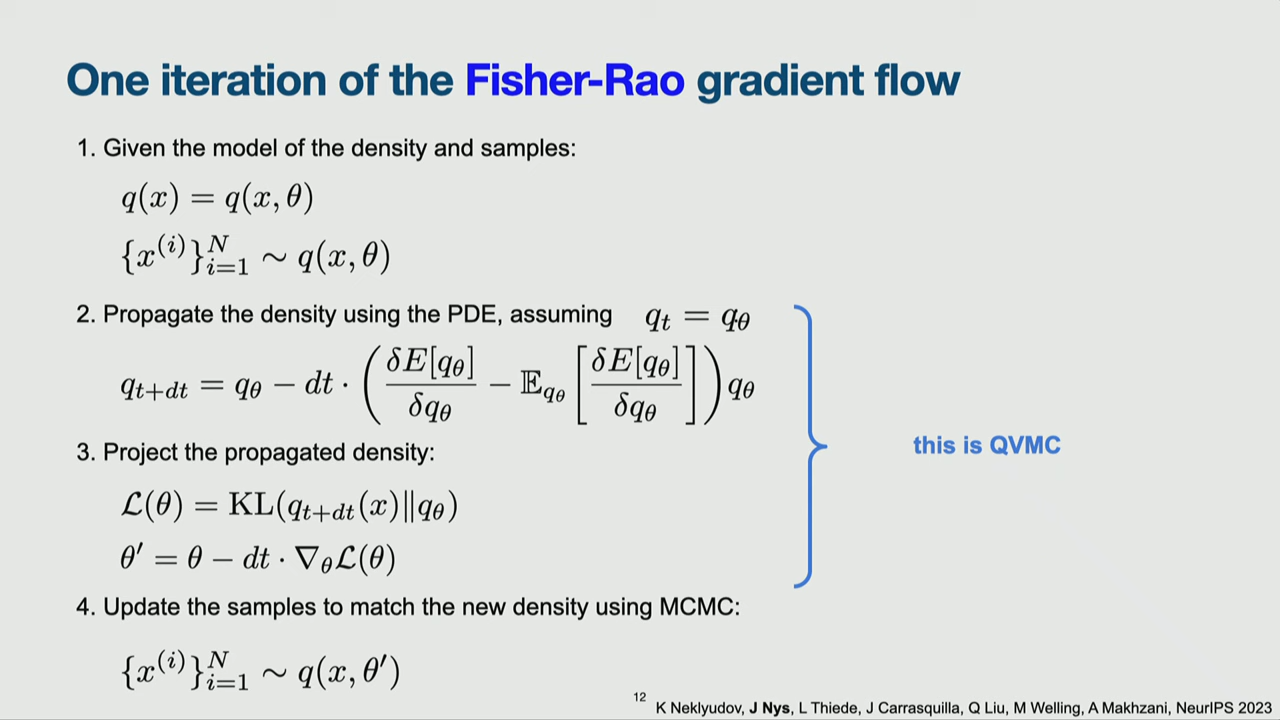 One iteration of the Fisher-Rao gradient flow
1. Given the model of the density and samples:
q(x) = q(x, θ)
{x^{(i)}}_{i=1}^{N} ∼ q(x, θ)
2. Propagate the density using the PDE, assuming q_t = q_θ
q_{t+dt} = q_θ − dt · ( δE[q_θ] / δq_θ − 𝔼_{q_θ} [ δE[q_θ] / δq_θ ] ) q_θ
3. Project the propagated density:
this is QVMC
ℒ(θ) = KL(q_{t+dt}(x)‖q_θ)
θ′ = θ − dt · ∇_θ ℒ(θ)
4. Update the samples to match the new density using MCMC:
{x^{(i)}}_{i=1}^{N} ∼ q(x, θ′)
12
K Neklyudov, J Nys, L Thiede, J Carrasquilla, Q Liu, M Welling, A Makhzani, NeurIPS 2023